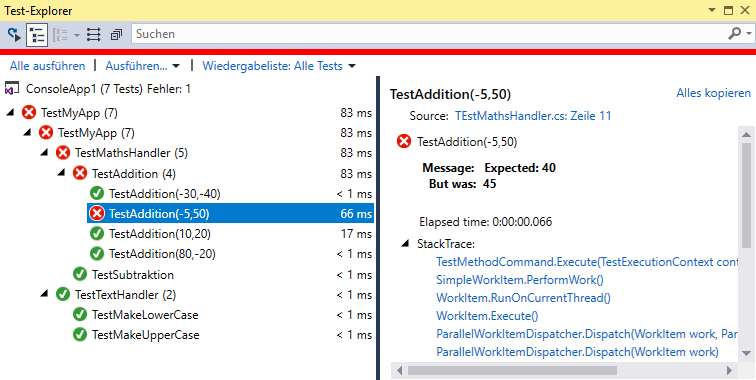 Test-Explorer
Suchen
Alle ausführen | Ausführen... | Wiedergabeliste: Alle Tests
ConsoleApp1 (7 Tests) Fehler: 1
TestMyApp (7) 83 ms
TestMyApp (7) 83 ms
TestMathsHandler (5) 83 ms
TestAddition (4) 83 ms
TestAddition(-30,-40) < 1 ms
TestAddition(-5,50) 66 ms
TestAddition(10,20) 17 ms
TestAddition(80,-20) < 1 ms
TestSubtraktion < 1 ms
TestTextHandler (2) < 1 ms
TestMakeLowerCase < 1 ms
TestMakeUpperCase < 1 ms
TestAddition(-5,50) Alles kopieren
Source: TEstMathsHandler.cs: Zeile 11
TestAddition(-5,50)
Message: Expected: 40
But was: 45
Elapsed time: 0:00:00.066
StackTrace:
TestMethodCommand.Execute(TestExecutionContext cont
SimpleWorkItem.PerformWork()
WorkItem.RunOnCurrentThread()
WorkItem.Execute()
ParallelWorkItemDispatcher.Dispatch(WorkItem work, Par
ParallelWorkItemDispatcher.Dispatch(WorkItem work)